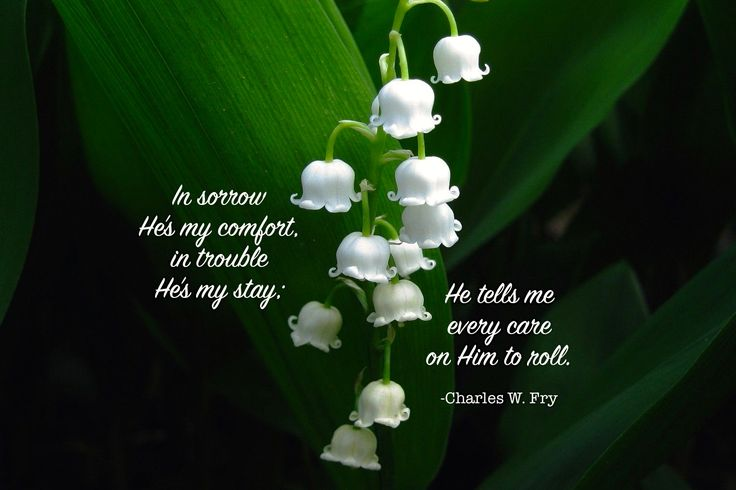 In sorrow
He's my comfort,
in trouble
He's my stay;
He tells me
every care
on Him to roll.
-Charles W. Fry